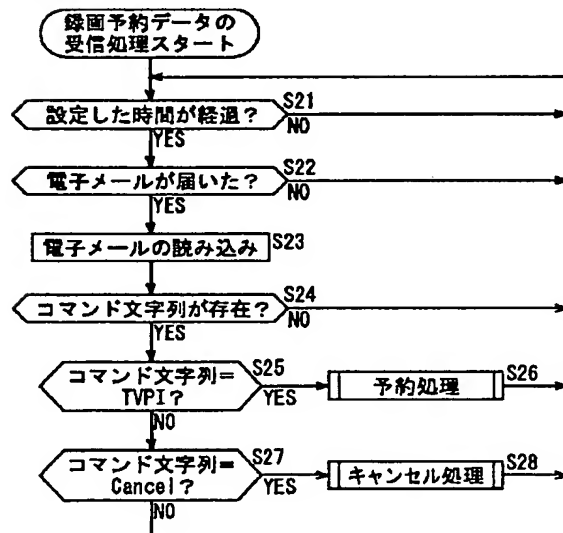 録画予約データの
受信処理スタート
設定した時間が経過?
S21
NO
YES
電子メールが届いた?
S22
NO
YES
電子メールの読み込み
S23
コマンド文字列が存在?
S24
NO
YES
コマンド文字列=
TVPI?
S25
YES
NO
予約処理
S26
コマンド文字列=
Cancel?
S27
YES
NO
キャンセル処理
S28